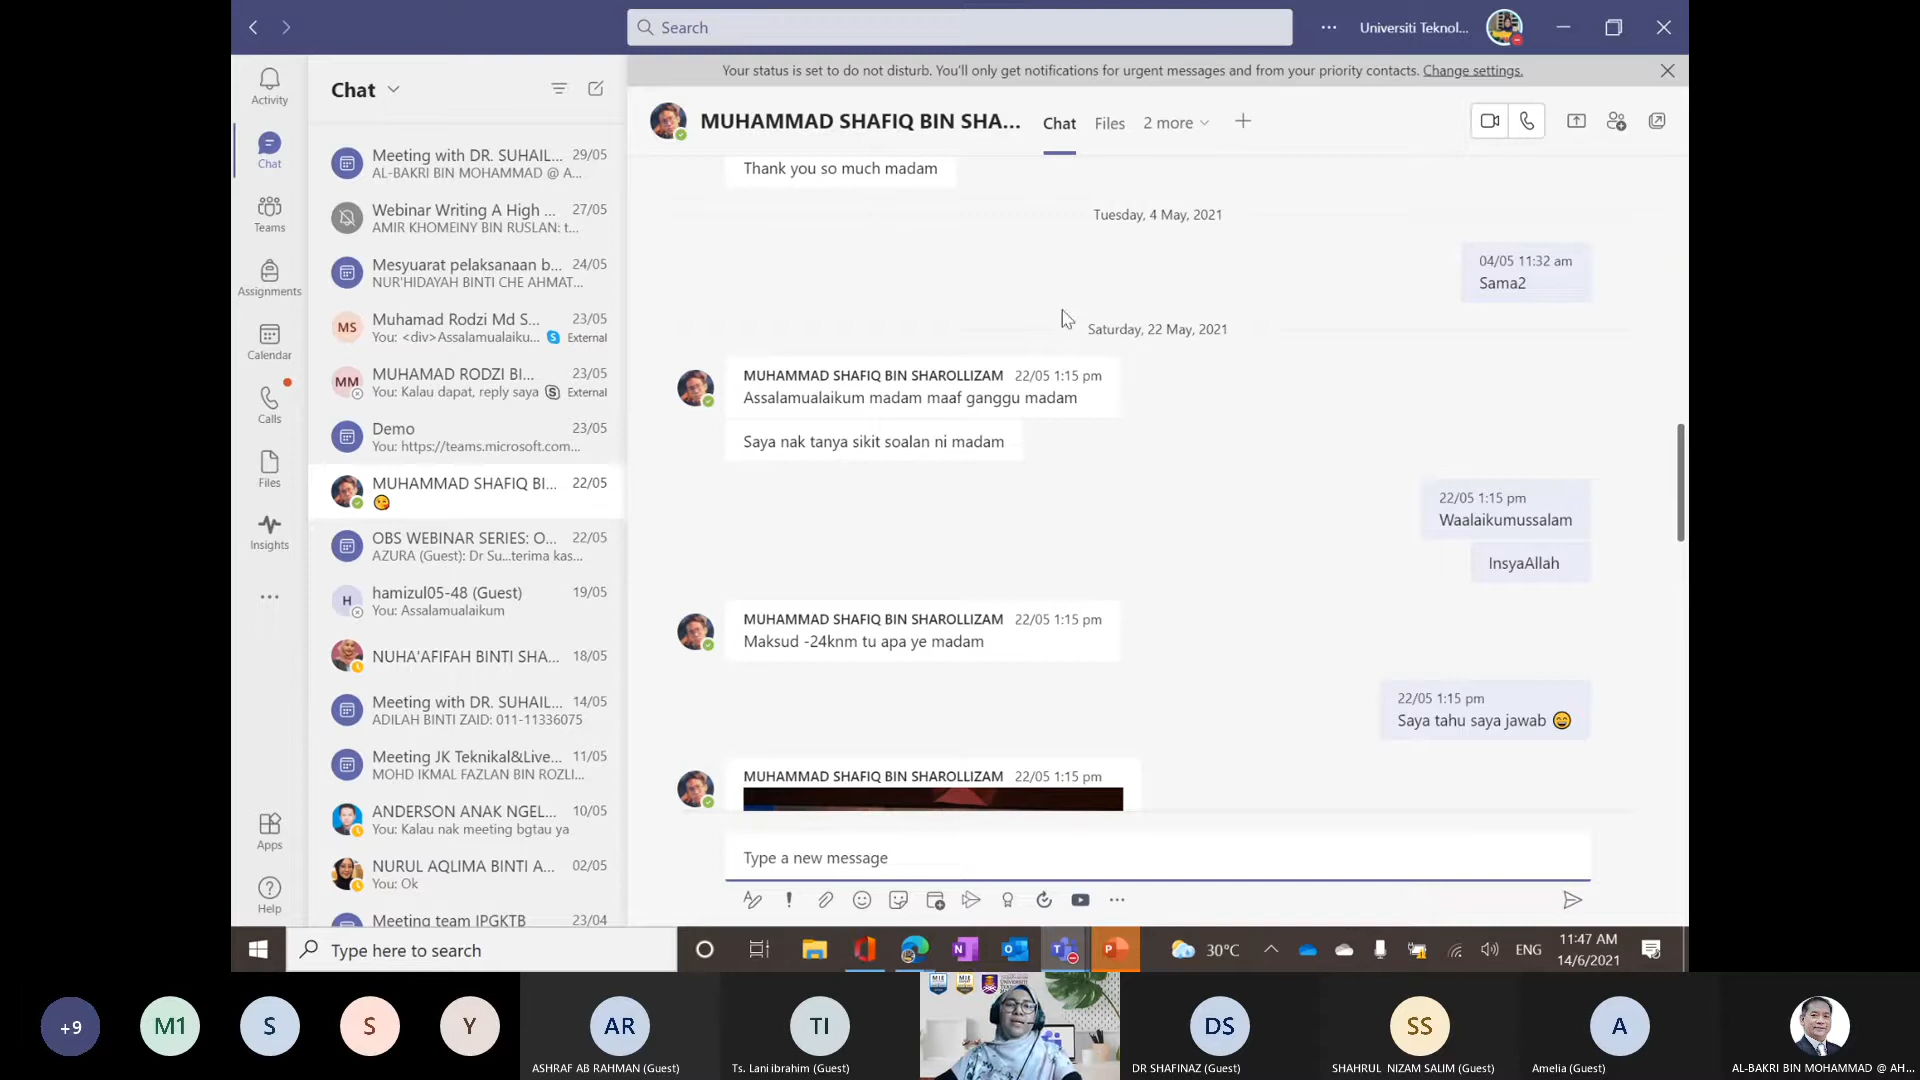 Search
Universiti Teknol...
Your status is set to do not disturb. You'll only get notifications for urgent messages and from your priority contacts. Change settings.
Activity
Chat
Teams
Assignments
Calendar
Calls
Files
Insights
Apps
Help
Chat
Meeting with DR. SUHAIL... 29/05
AL-BAKRI BIN MOHAMMAD @ A...
Webinar Writing A High ... 27/05
AMIR KHOMEINY BIN RUSLAN: t...
Mesyuarat pelaksanaan b... 24/05
NUR'HIDAYAH BINTI CHE AHMAT...
MS
Muhamad Rodzi Md S... 23/05
You: <div>Assalamualaiku... External
MM
MUHAMAD RODZI BI... 23/05
You: Kalau dapat, reply saya External
Demo 23/05
You: https://teams.microsoft.com...
MUHAMMAD SHAFIQ BI... 22/05
😘
OBS WEBINAR SERIES: O... 22/05
AZURA (Guest): Dr Su...terima kas...
H
hamizul05-48 (Guest) 19/05
You: Assalamualaikum
NUHA'AFIFAH BINTI SHA... 18/05
Meeting with DR. SUHAIL... 14/05
ADILAH BINTI ZAID: 011-11336075
Meeting JK Teknikal&Live... 11/05
MOHD IKMAL FAZLAN BIN ROZLI...
ANDERSON ANAK NGEL... 10/05
You: Kalau nak meeting bgtau ya
NURUL AQLIMA BINTI A... 02/05
You: Ok
Meeting team IPGKTB 23/04
MUHAMMAD SHAFIQ BIN SHA... Chat Files 2 more
Thank you so much madam
Tuesday, 4 May, 2021
04/05 11:32 am
Sama2
Saturday, 22 May, 2021
MUHAMMAD SHAFIQ BIN SHAROLLIZAM 22/05 1:15 pm
Assalamualaikum madam maaf ganggu madam
Saya nak tanya sikit soalan ni madam
22/05 1:15 pm
Waalaikumussalam
InsyaAllah
MUHAMMAD SHAFIQ BIN SHAROLLIZAM 22/05 1:15 pm
Maksud -24knm tu apa ye madam
22/05 1:15 pm
Saya tahu saya jawab 😄
MUHAMMAD SHAFIQ BIN SHAROLLIZAM 22/05 1:15 pm
Type a new message
Type here to search
30°C
ENG
11:47 AM
14/6/2021
+9
M1
S
S
Y
AR
ASHRAF AB RAHMAN (Guest)
TI
Ts. Lani ibrahim (Guest)
DS
DR SHAFINAZ (Guest)
SS
SHAHRUL NIZAM SALIM (Guest)
A
Amelia (Guest)
AL-BAKRI BIN MOHAMMAD @ AH...